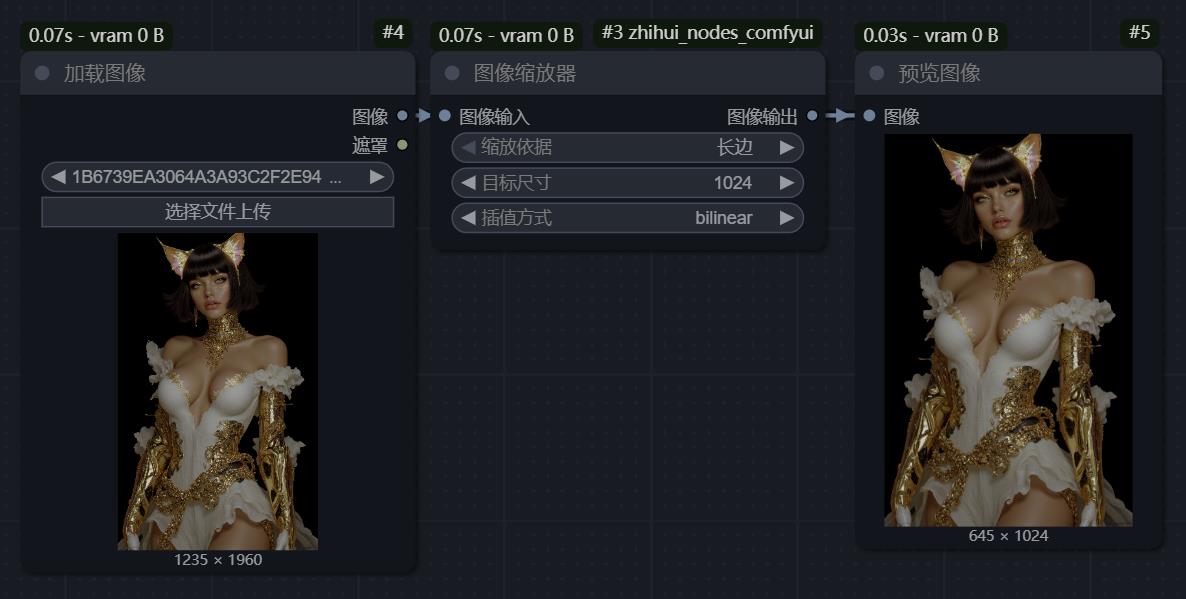 0.07s - vram 0 B
#4
加载图像
图像
遮罩
1B6739EA3064A3A93C2F2E94 ...
选择文件上传
1235 × 1960
0.07s - vram 0 B
#3 zhihui_nodes_comfyui
图像缩放器
图像输入
图像输出
缩放依据 长边
目标尺寸 1024
插值方式 bilinear
0.03s - vram 0 B
#5
预览图像
图像
645 × 1024